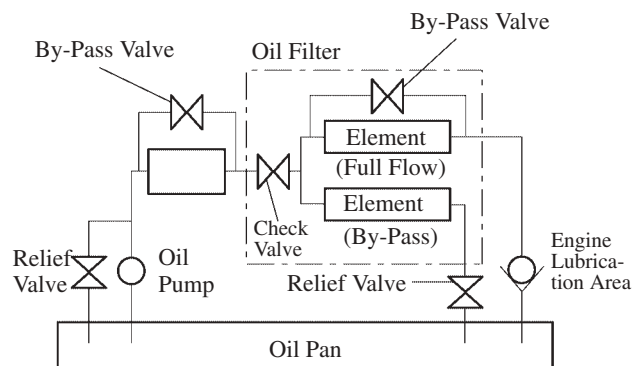 By-Pass Valve
By-Pass
Valve
Oil Filter
Element
(Full Flow)
Element
(By-Pass)
Check
Valve
Relief
Valve
Oil
Pump
Relief Valve
Engine
Lubrica-
tion Area
Oil Pan